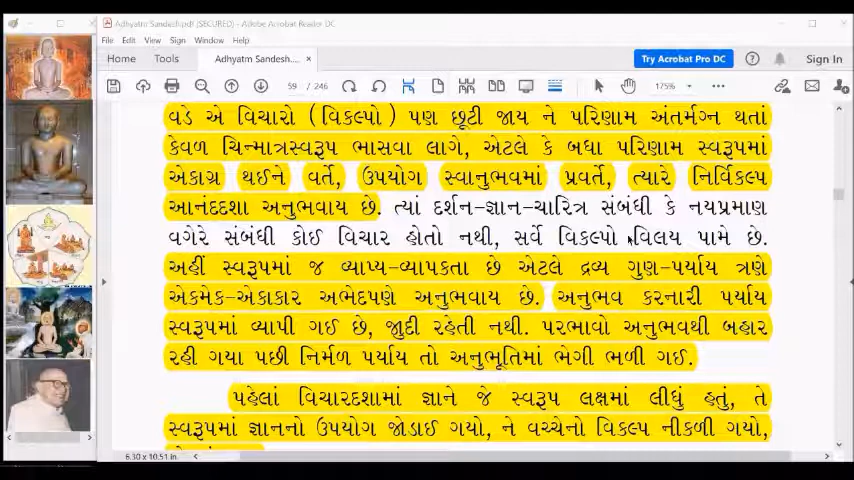 Adhyatm Sandesh.pdf (SECURED) - Adobe Acrobat Reader DC
File Edit View Sign Window Help
Home Tools Adhyatm Sandesh.... × Try Acrobat Pro DC Sign In
59 / 246 175%
વડે એ વિચારો (વિકલ્પો) પણ છૂટી જાય ને પરિણામ અંતર્મગ્ન થતાં
કેવળ ચિન્માત્રસ્વરૂપ ભાસવા લાગે, એટલે કે બધા પરિણામ સ્વરૂપમાં
એકાગ્ર થઈને વર્તે, ઉપયોગ સ્વાનુભવમાં પ્રવર્તે, ત્યારે નિર્વિકલ્પ
આનંદદશા અનુભવાય છે. ત્યાં દર્શન-જ્ઞાન-ચારિત્ર સંબંધી કે નયપ્રમાણ
વગેરે સંબંધી કોઈ વિચાર હોતો નથી, સર્વે વિકલ્પો વિલય પામે છે.
અહીં સ્વરૂપમાં જ વ્યાપ્ય-વ્યાપકતા છે એટલે દ્રવ્ય ગુણ-પર્યાય ત્રણે
એકમેક-એકાકાર અભેદપણે અનુભવાય છે. અનુભવ કરનારી પર્યાય
સ્વરૂપમાં વ્યાપી ગઈ છે, જુદી રહેતી નથી. પરભાવો અનુભવથી બહાર
રહી ગયા પછી નિર્મળ પર્યાય તો અનુભૂતિમાં ભેગી ભળી ગઈ.
પહેલાં વિચારદશામાં જ્ઞાને જે સ્વરૂપ લક્ષમાં લીધું હતું, તે
સ્વરૂપમાં જ્ઞાનનો ઉપયોગ જોડાઈ ગયો, ને વચ્ચેનો વિકલ્પ નીકળી ગયો,
6.30 x 10.51 in